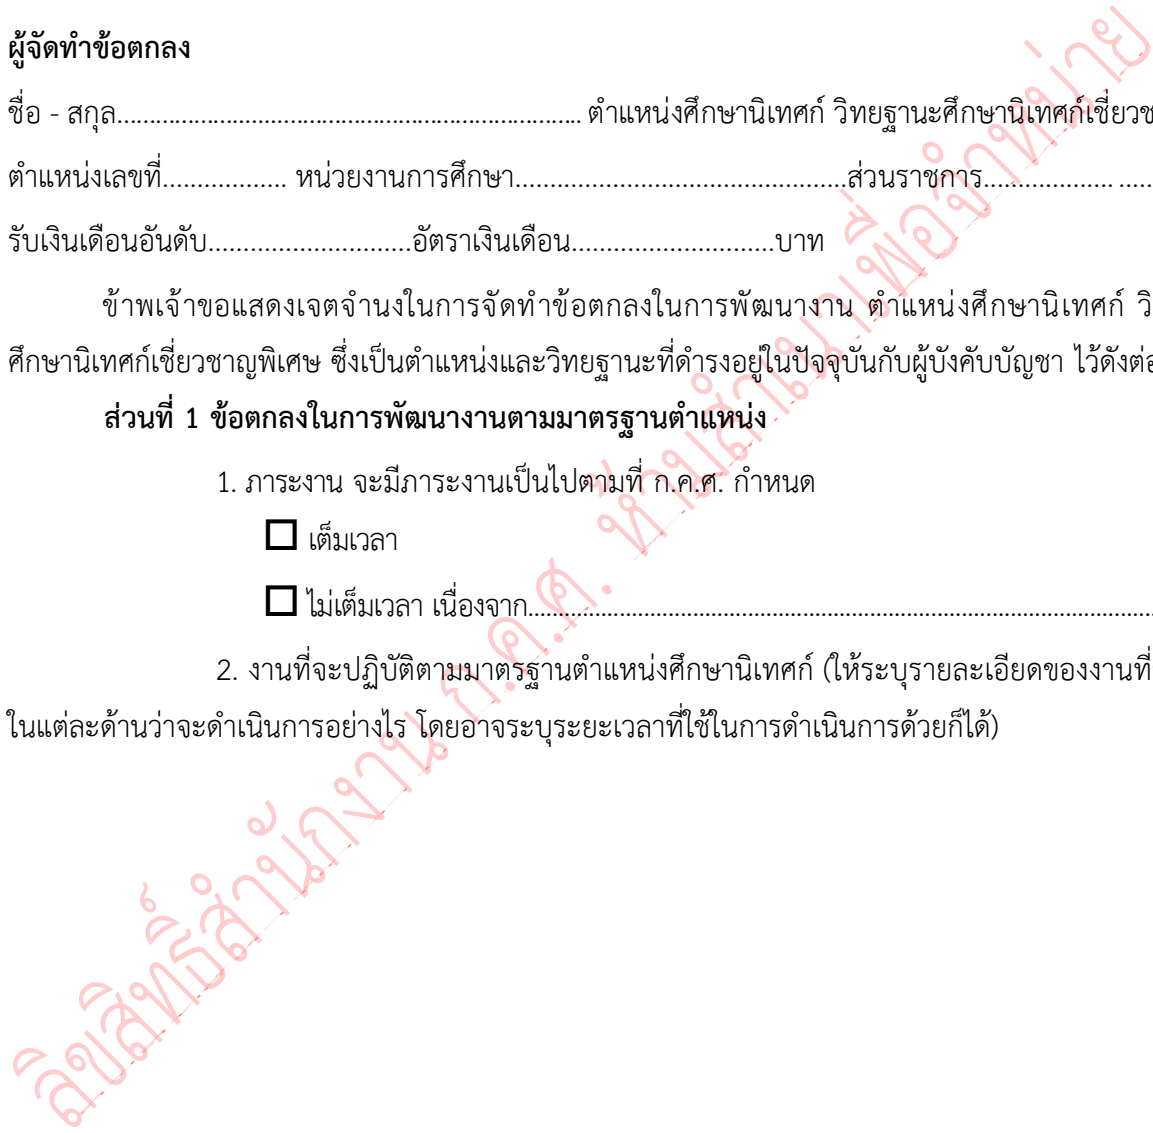 ผู้จัดทำข้อตกลง
ชื่อ - สกุล................................................................................ ตำแหน่งศึกษานิเทศก์ วิทยฐานะศึกษานิเทศก์เชี่ยวช
ตำแหน่งเลขที่.................. หน่วยงานการศึกษา................................................ส่วนราชการ................... .....
รับเงินเดือนอันดับ.............................อัตราเงินเดือน.............................บาท
ข้าพเจ้าขอแสดงเจตจำนงในการจัดทำข้อตกลงในการพัฒนางาน ตำแหน่งศึกษานิเทศก์ วิ
ศึกษานิเทศก์เชี่ยวชาญพิเศษ ซึ่งเป็นตำแหน่งและวิทยฐานะที่ดำรงอยู่ในปัจจุบันกับผู้บังคับบัญชา ไว้ดังต่อ
ส่วนที่ 1 ข้อตกลงในการพัฒนางานตามมาตรฐานตำแหน่ง
1. ภาระงาน จะมีภาระงานเป็นไปตามที่ ก.ค.ศ. กำหนด
☐ เต็มเวลา
☐ ไม่เต็มเวลา เนื่องจาก................................................................................................
2. งานที่จะปฏิบัติตามมาตรฐานตำแหน่งศึกษานิเทศก์ (ให้ระบุรายละเอียดของงานที่
ในแต่ละด้านว่าจะดำเนินการอย่างไร โดยอาจระบุระยะเวลาที่ใช้ในการดำเนินการด้วยก็ได้)
ลิขสิทธิ์สำนักงาน ก.ค.ศ. ห้ามสำเนาเพื่อจำหน่าย